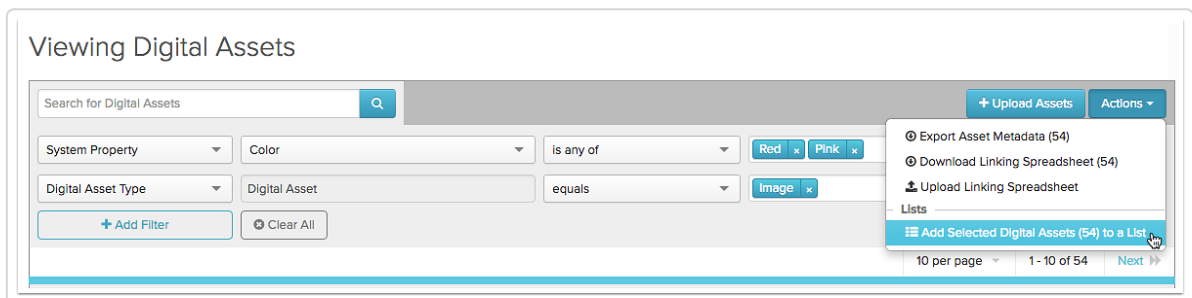 Viewing Digital Assets
Search for Digital Assets
+ Upload Assets
Actions
System Property
Color
is any of
Red x
Pink x
Export Asset Metadata (54)
Download Linking Spreadsheet (54)
Upload Linking Spreadsheet
Digital Asset Type
Digital Asset
equals
Image x
Lists
Add Selected Digital Assets (54) to a List
+ Add Filter
Clear All
10 per page
1 - 10 of 54
Next